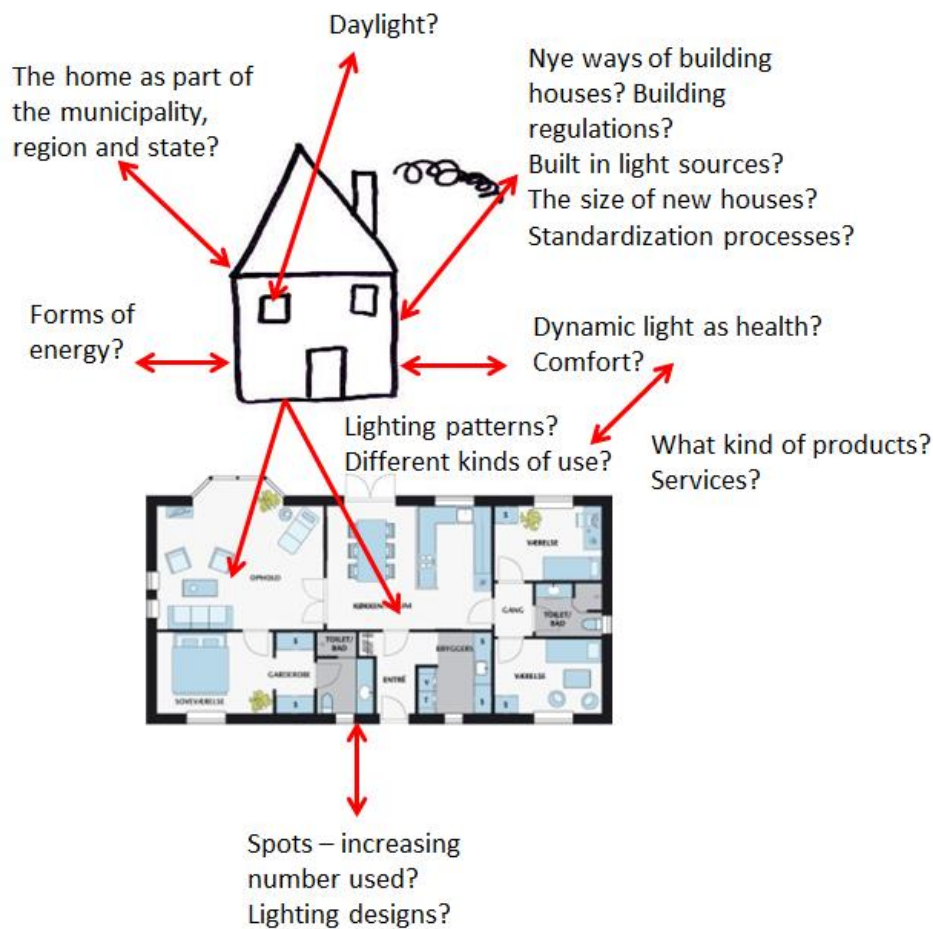 Daylight?
The home as part of
the municipality,
region and state?
Nye ways of building
houses? Building
regulations?
Built in light sources?
The size of new houses?
Standardization processes?
Forms of
energy?
Dynamic light as health?
Comfort?
Lighting patterns?
Different kinds of use?
What kind of products?
Services?
OPHOLD
VÆRELSE
GANG
TOILET/
BAD
TOILET/
BAD
BRYGGERS
GARDEROBE
ENTRÉ
VÆRELSE
SOVEVÆRELSE
S
S
S
S
S
S
V
T
Spots – increasing
number used?
Lighting designs?